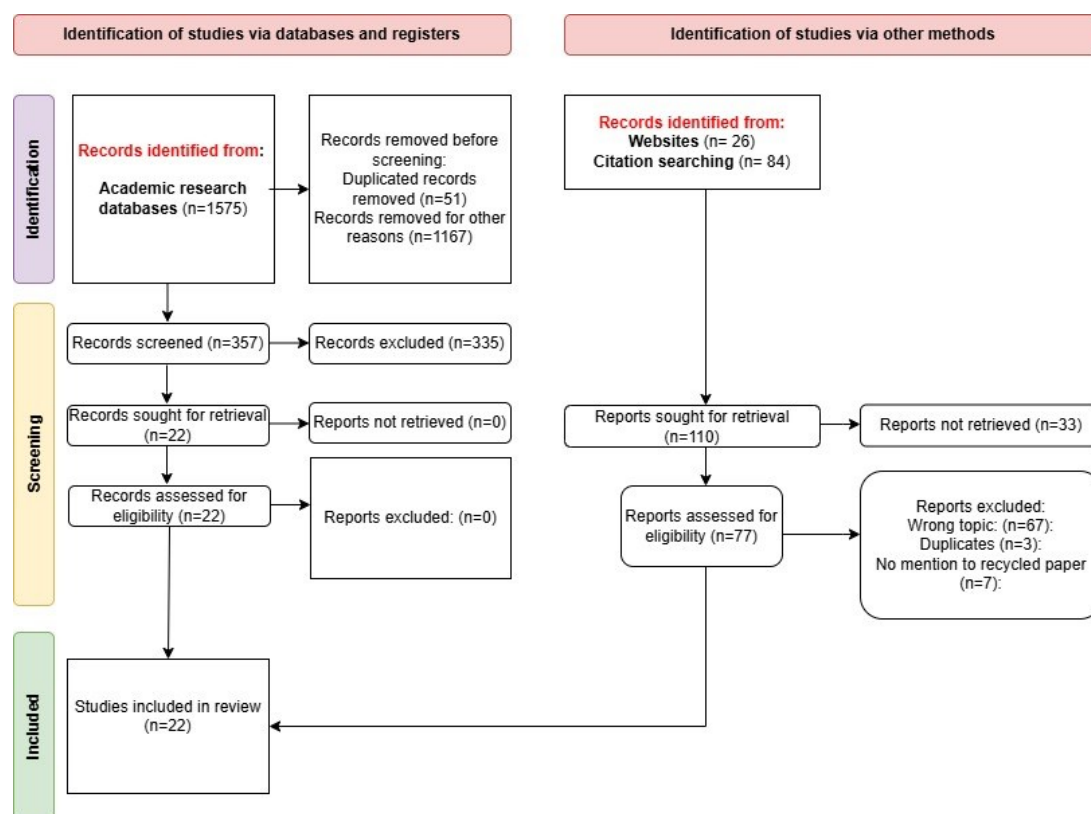 Identification of studies via databases and registers
Identification of studies via other methods
Identification
Records identified from:
Academic research
databases (n=1575)
Records removed before
screening:
Duplicated records
removed (n=51)
Records removed for other
reasons (n=1167)
Records identified from:
Websites (n= 26)
Citation searching (n= 84)
Screening
Records screened (n=357)
Records excluded (n=335)
Records sought for retrieval
(n=22)
Reports not retrieved (n=0)
Reports sought for retrieval
(n=110)
Reports not retrieved (n=33)
Records assessed for
eligibility (n=22)
Reports excluded: (n=0)
Reports assessed for
eligibility (n=77)
Reports excluded:
Wrong topic: (n=67):
Duplicates (n=3):
No mention to recycled paper
(n=7):
Included
Studies included in review
(n=22)